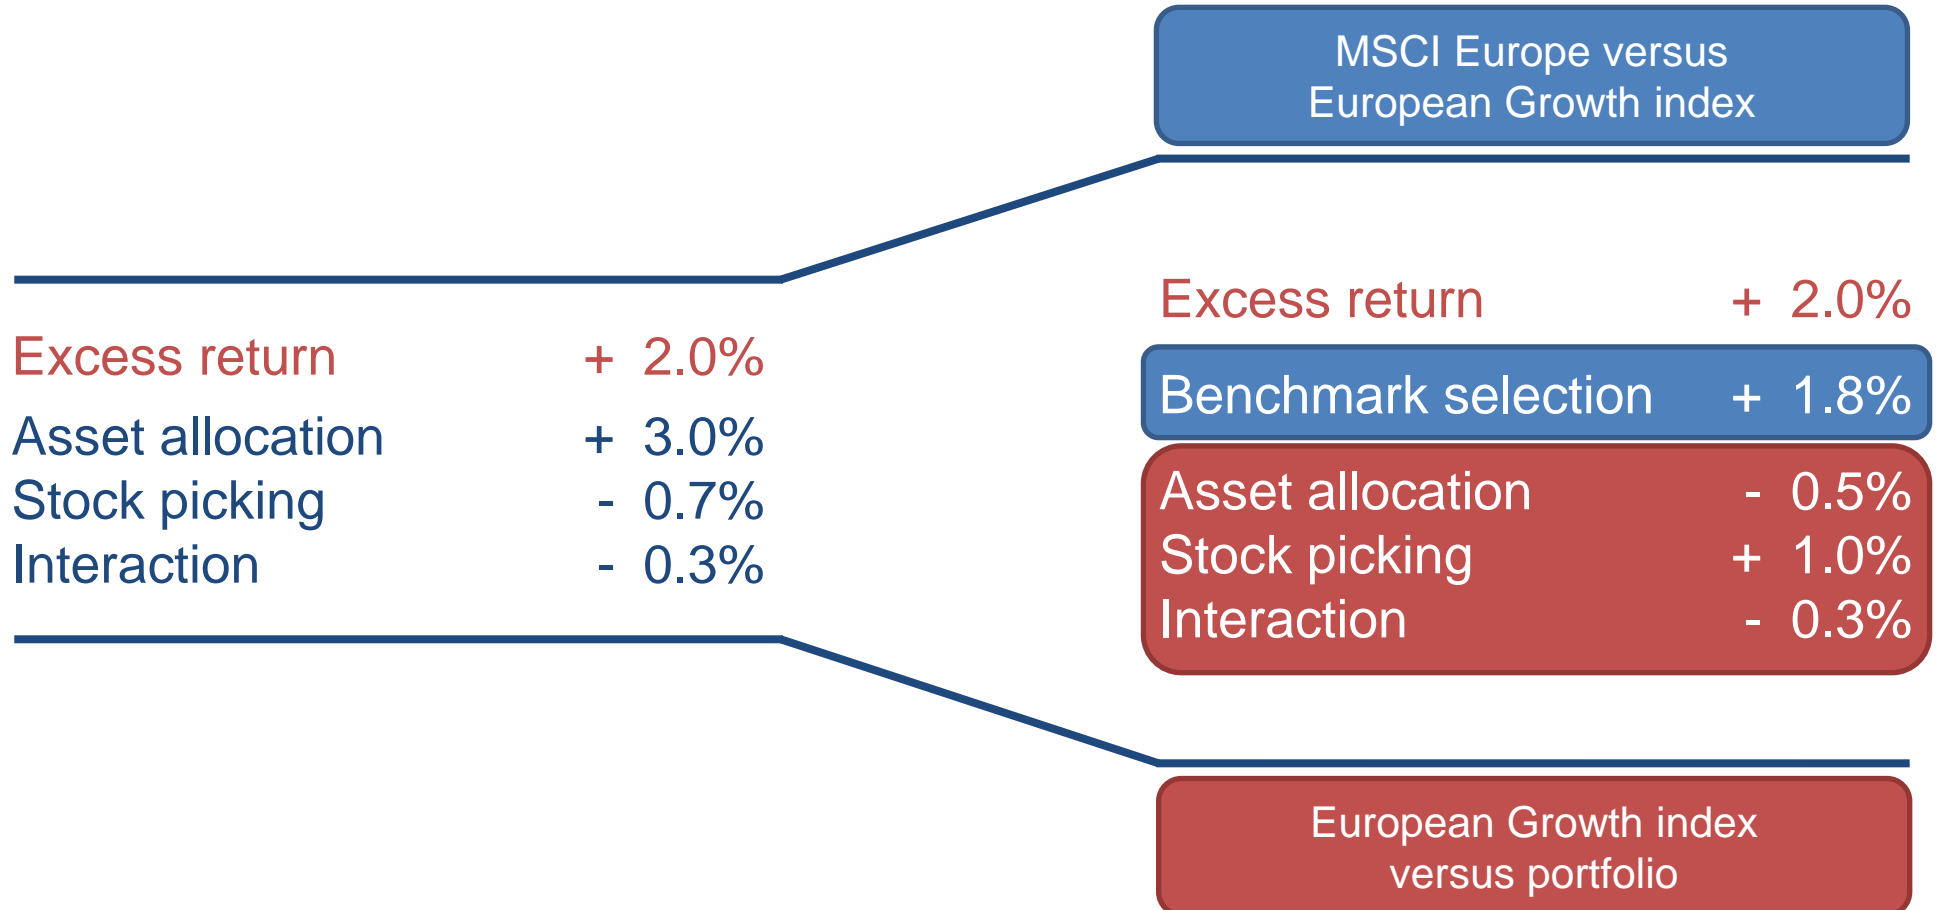 MSCI Europe versus
European Growth index
Excess return + 2.0%
Asset allocation + 3.0%
Stock picking - 0.7%
Interaction - 0.3%
Excess return + 2.0%
Benchmark selection + 1.8%
Asset allocation - 0.5%
Stock picking + 1.0%
Interaction - 0.3%
European Growth index
versus portfolio